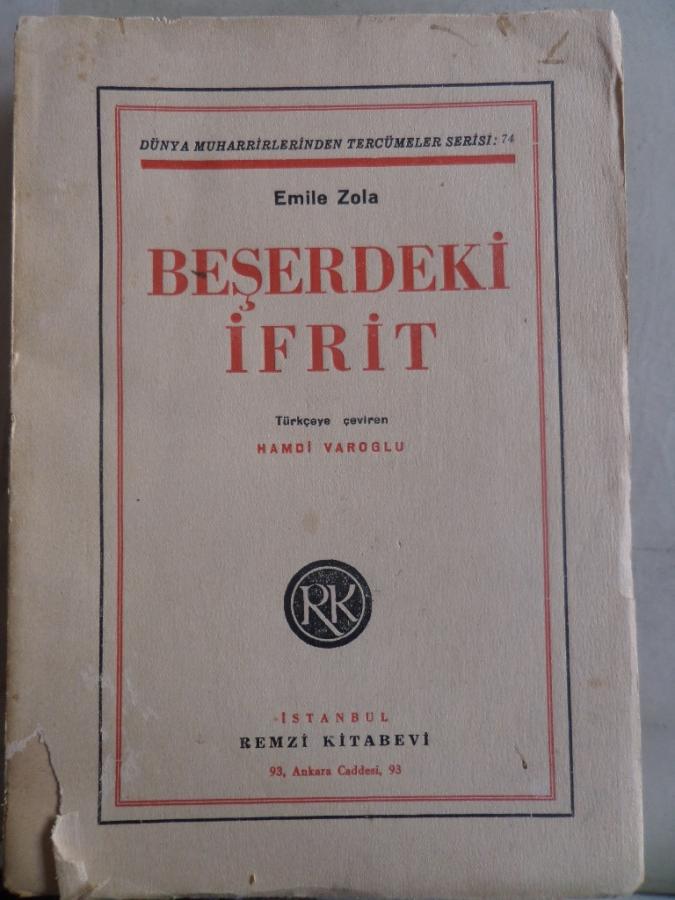 DÜNYA MUHARRİRLERİNDEN TERCÜMELER SERİSİ: 74
Emile Zola
BEŞERDEKİ
İFRİT
Türkçeye çeviren
HAMDİ VAROGLU
RK
İSTANBUL
REMZİ KİTABEVİ
93, Ankara Caddesi, 93